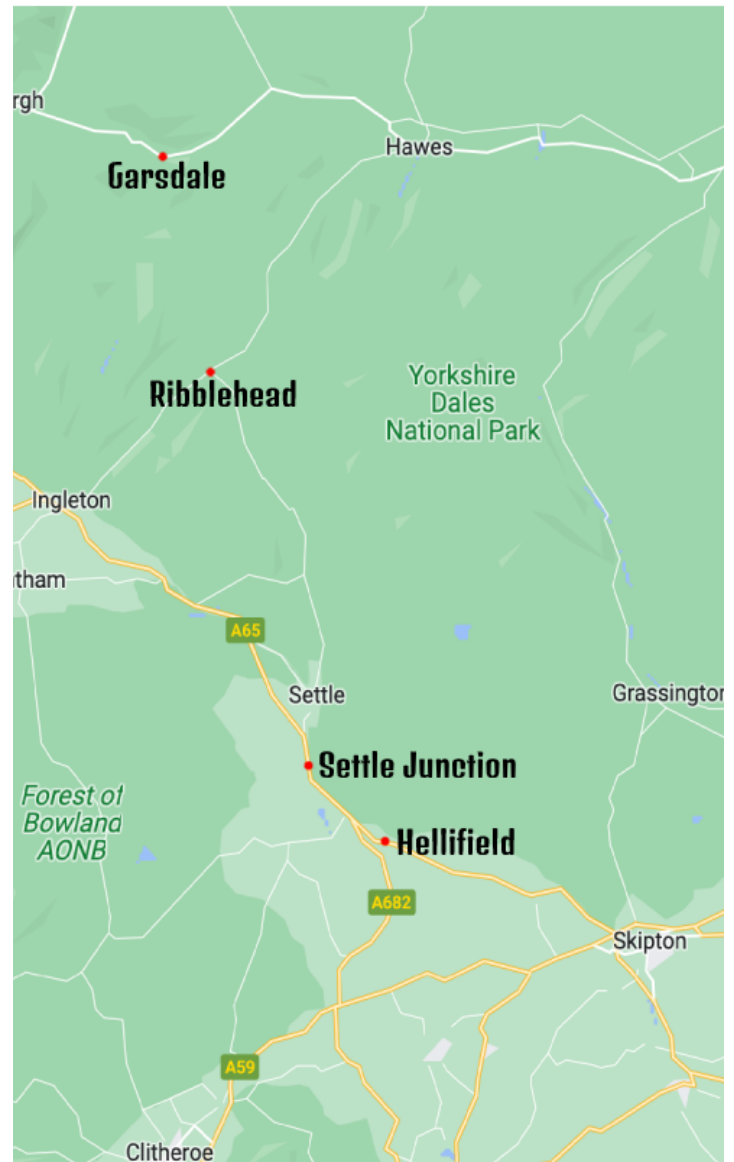 rgh
Hawes
Garsdale
Yorkshire
Dales
National Park
Ribblehead
Ingleton
tham
A65
Settle
Grassington
Settle Junction
Forest of
Bowland
AONB
Hellifield
A682
Skipton
A59
Clitheroe